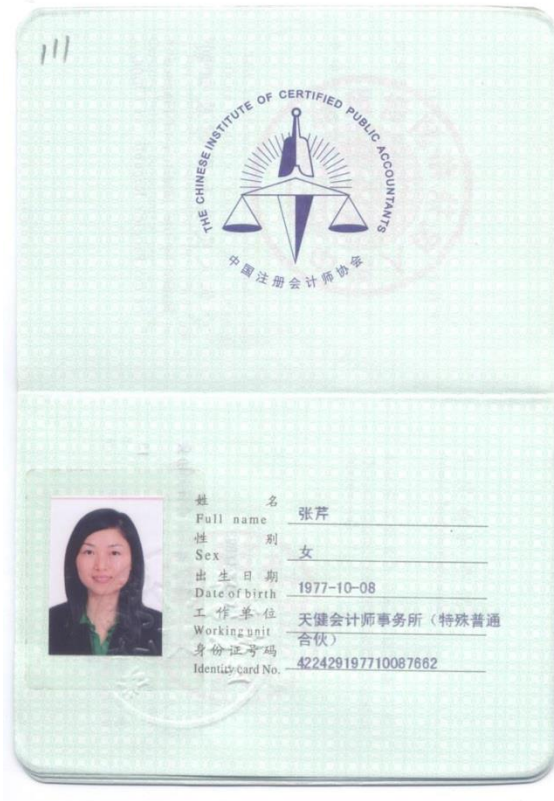 111
THE CHINESE INSTITUTE OF CERTIFIED PUBLIC ACCOUNTANTS
中国注册会计师协会
姓 名 张芹
Full name
性 别
Sex 女
出生日期 1977-10-08
Date of birth
工作单位 天健会计师事务所（特殊普通
Working unit 合伙）
身份证号码 422429197710087662
Identity card No.